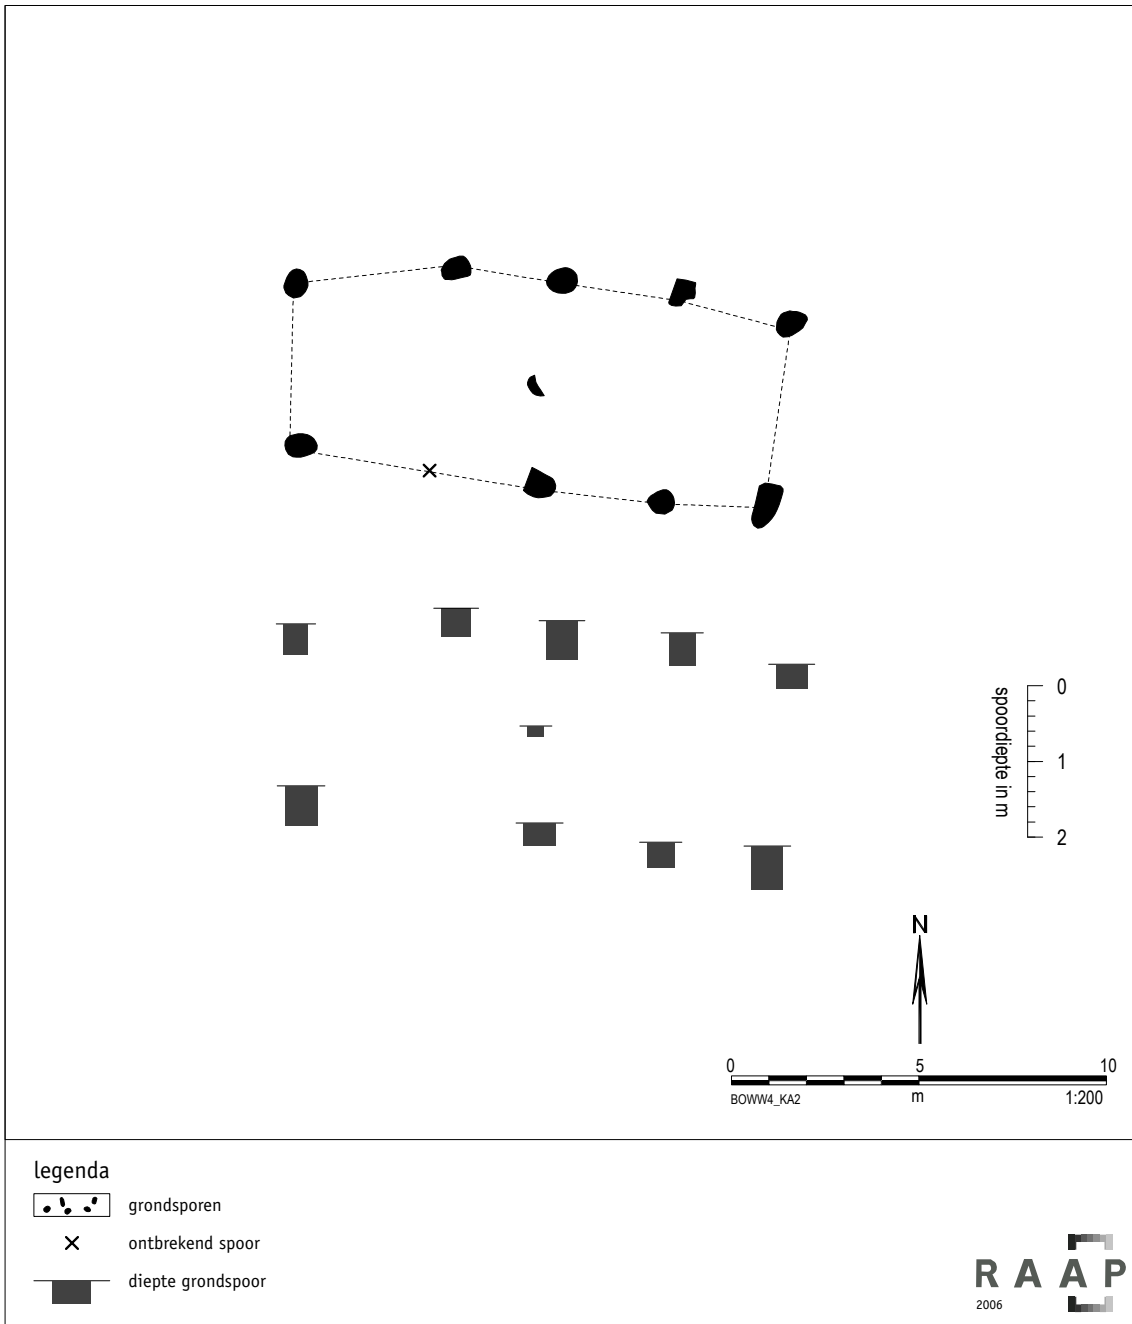 0
1
2
spoordiepte in m
N
0 5 10
BOWW4_KA2 m 1:200
legenda
grondsporen
ontbrekend spoor
diepte grondspoor
RAAP
2006